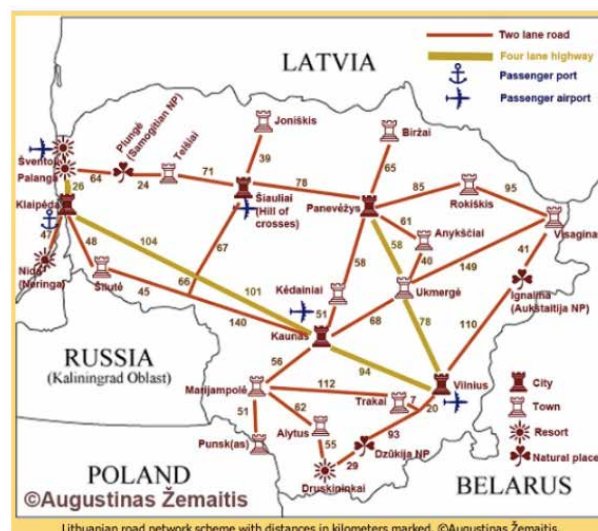 Two lane road
Four lane highway
Passenger port
Passenger airport
LATVIA
Plungė
(Samogitian NP)
Telšiai
Joniškis
Biržai
39
65
Šventoji
Palanga
26
64
24
71
78
85
95
Klaipėda
Šiauliai
(Hill of
crosses)
Panevėžys
Rokiškis
Visagina
61
Anykščiai
47
48
104
67
58
58
40
149
41
Nida
(Neringa)
Šilutė
45
66
101
Kėdainiai
Ukmergė
Ignalina
(Aukštaitija NP)
140
51
68
78
110
Kaunas
RUSSIA
(Kaliningrad Oblast)
56
94
Marijampolė
112
Trakai
7
20
Vilnius
City
Town
Resort
Natural place
51
62
Alytus
55
93
Punsk(as)
29
Dzūkija NP
Druskininkai
POLAND
BELARUS
©Augustinas Žemaitis
Lithuanian road network scheme with distances in kilometers marked. ©Augustinas Žemaitis